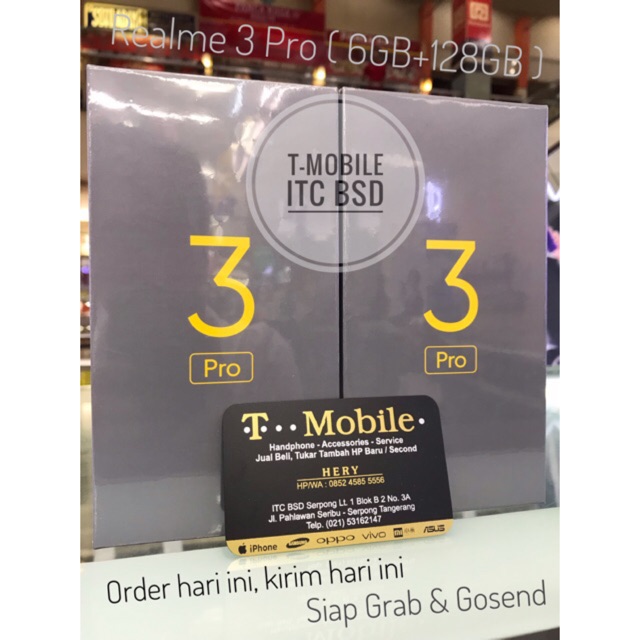 Realme 3 Pro ( 6GB+128GB )
T-MOBILE
ITC BSD
3
Pro
3
Pro
·T··Mobile·
Handphone - Accessories - Service
Jual Beli, Tukar Tambah HP Baru / Second
HERY
HP/WA : 0852 4585 5556
ITC BSD Serpong Lt. 1 Blok B 2 No. 3A
Jl. Pahlawan Seribu - Serpong Tangerang
Telp. (021) 53162147
iPhone SAMSUNG oppo vivo mi ASUS
Order hari ini, kirim hari ini
Siap Grab & Gosend